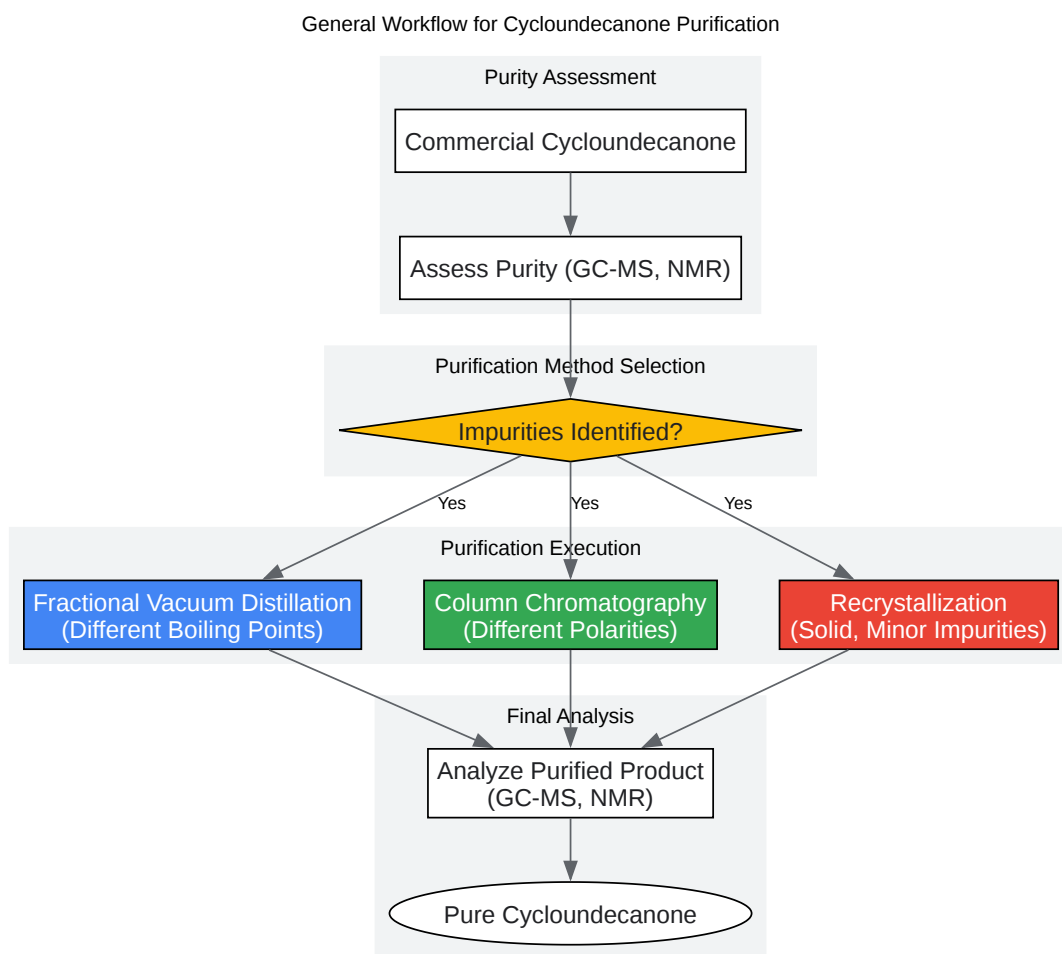 General Workflow for Cycloundecanone Purification
Purity Assessment
Commercial Cycloundecanone
Assess Purity (GC-MS, NMR)
Purification Method Selection
Impurities Identified?
Yes
Yes
Yes
Purification Execution
Fractional Vacuum Distillation
(Different Boiling Points)
Column Chromatography
(Different Polarities)
Recrystallization
(Solid, Minor Impurities)
Final Analysis
Analyze Purified Product
(GC-MS, NMR)
Pure Cycloundecanone